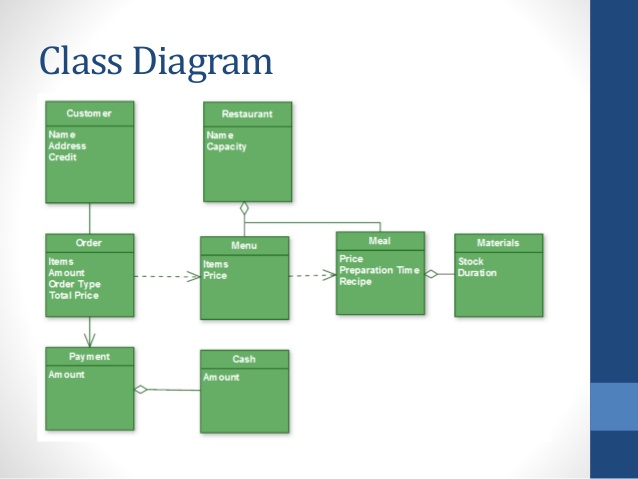 Class Diagram
Customer
Name
Address
Credit
Restaurant
Name
Capacity
Order
Items
Amount
Order Type
Total Price
Menu
Items
Price
Meal
Price
Preparation Time
Recipe
Materials
Stock
Duration
Payment
Amount
Cash
Amount